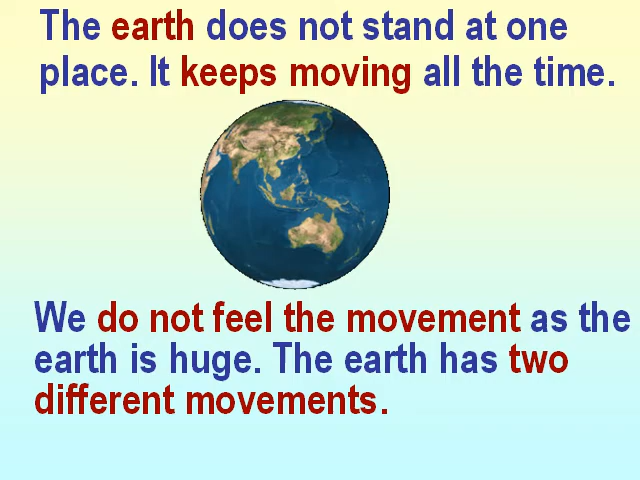 The earth does not stand at one
place. It keeps moving all the time.
We do not feel the movement as the
earth is huge. The earth has two
different movements.